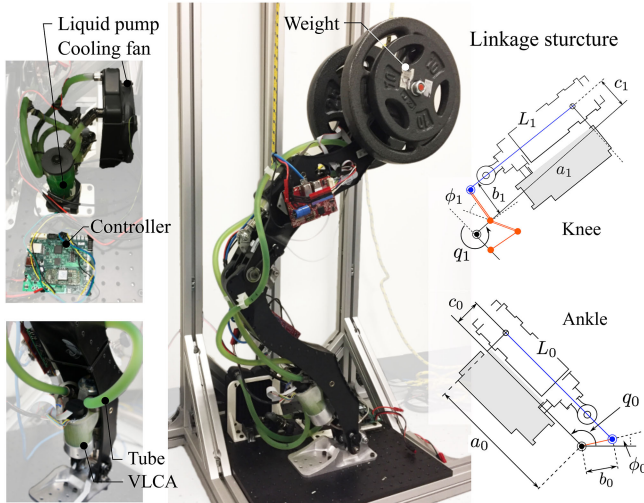 Liquid pump
Cooling fan
Controller
Tube
VLCA
Weight
10
Linkage sturcture
c1
L1
a1
b1
ϕ1
q1
Knee
c0
Ankle
L0
q0
a0
b0
ϕ0